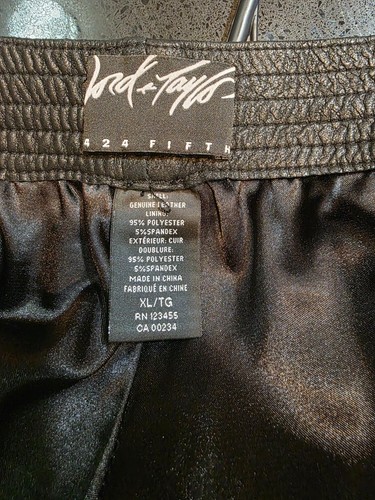 Lord & Taylor
424 FIFTH
SHELL:
GENUINE LEATHER
LINING:
95% POLYESTER
5%SPANDEX
EXTÉRIEUR: CUIR
DOUBLURE:
95% POLYESTER
5%SPANDEX
MADE IN CHINA
FABRIQUÉ EN CHINE
XL/TG
RN 123455
CA 00234